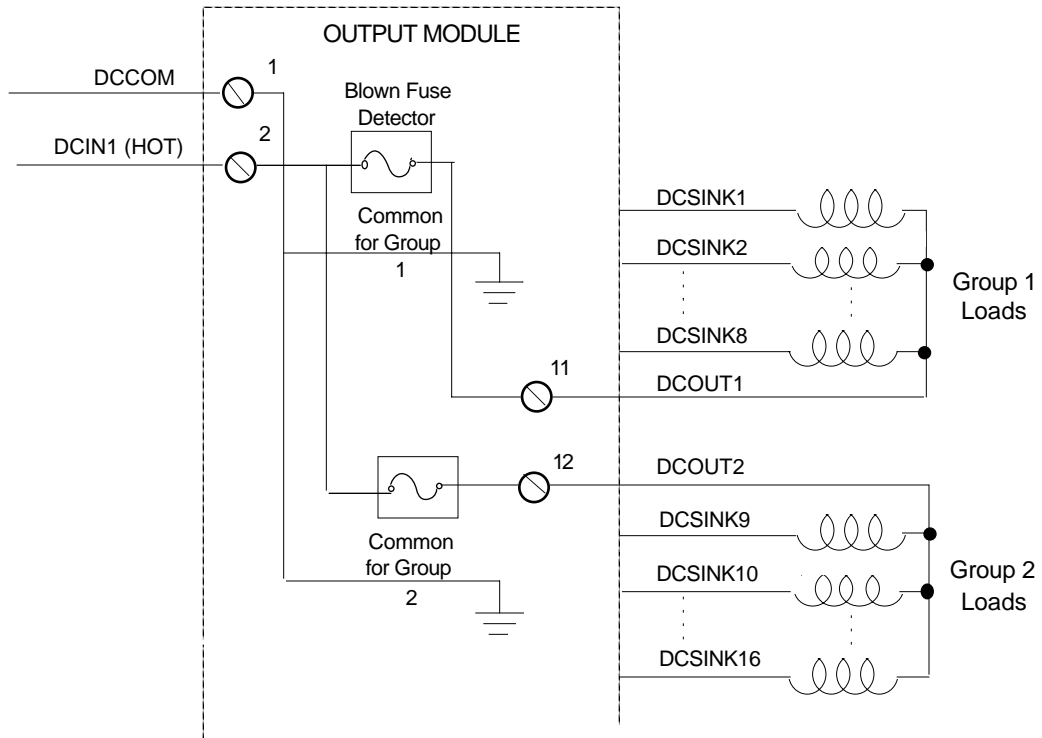 OUTPUT MODULE
DCCOM
1
Blown Fuse
Detector
DCIN1 (HOT)
2
Common
for Group
1
DCSINK1
DCSINK2
DCSINK8
Group 1
Loads
11
DCOUT1
12
DCOUT2
Common
for Group
2
DCSINK9
DCSINK10
DCSINK16
Group 2
Loads